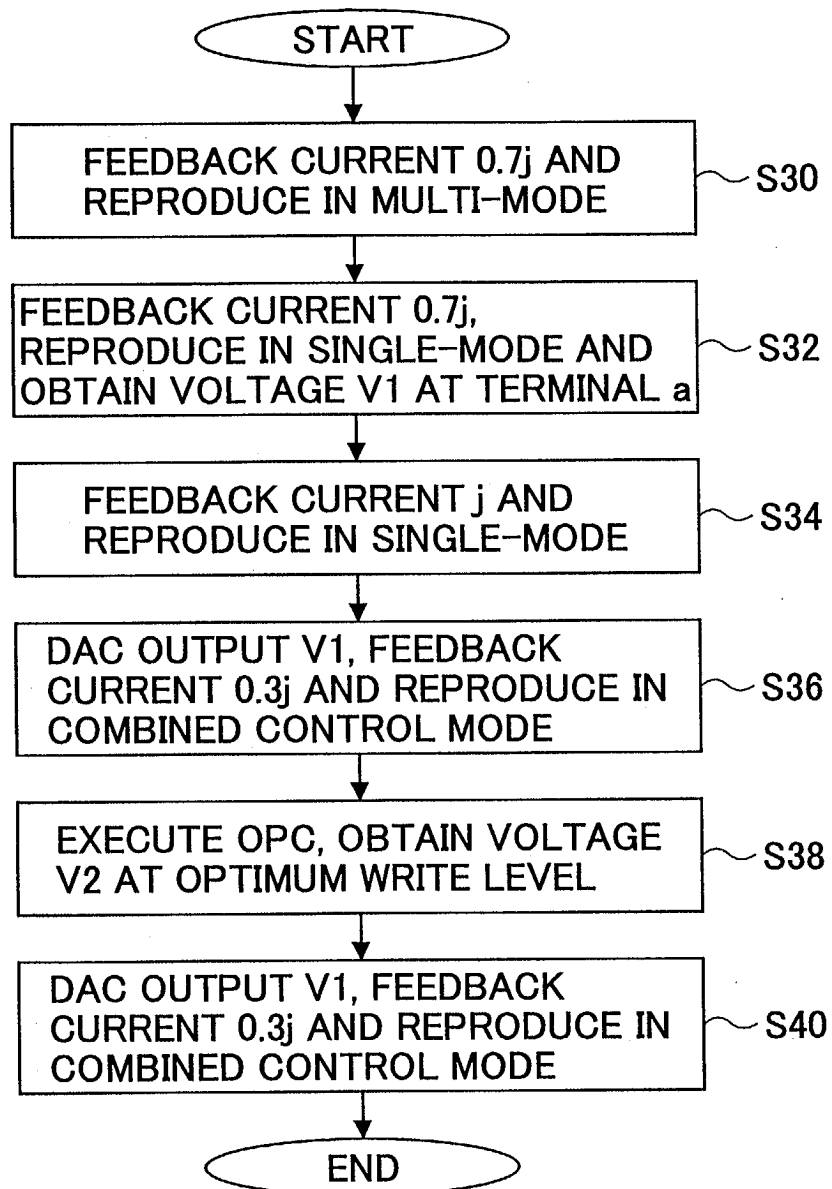 START
FEEDBACK CURRENT 0.7j AND
REPRODUCE IN MULTI-MODE
S30
FEEDBACK CURRENT 0.7j,
REPRODUCE IN SINGLE-MODE AND
OBTAIN VOLTAGE V1 AT TERMINAL a
S32
FEEDBACK CURRENT j AND
REPRODUCE IN SINGLE-MODE
S34
DAC OUTPUT V1, FEEDBACK
CURRENT 0.3j AND REPRODUCE IN
COMBINED CONTROL MODE
S36
EXECUTE OPC, OBTAIN VOLTAGE
V2 AT OPTIMUM WRITE LEVEL
S38
DAC OUTPUT V1, FEEDBACK
CURRENT 0.3j AND REPRODUCE IN
COMBINED CONTROL MODE
S40
END